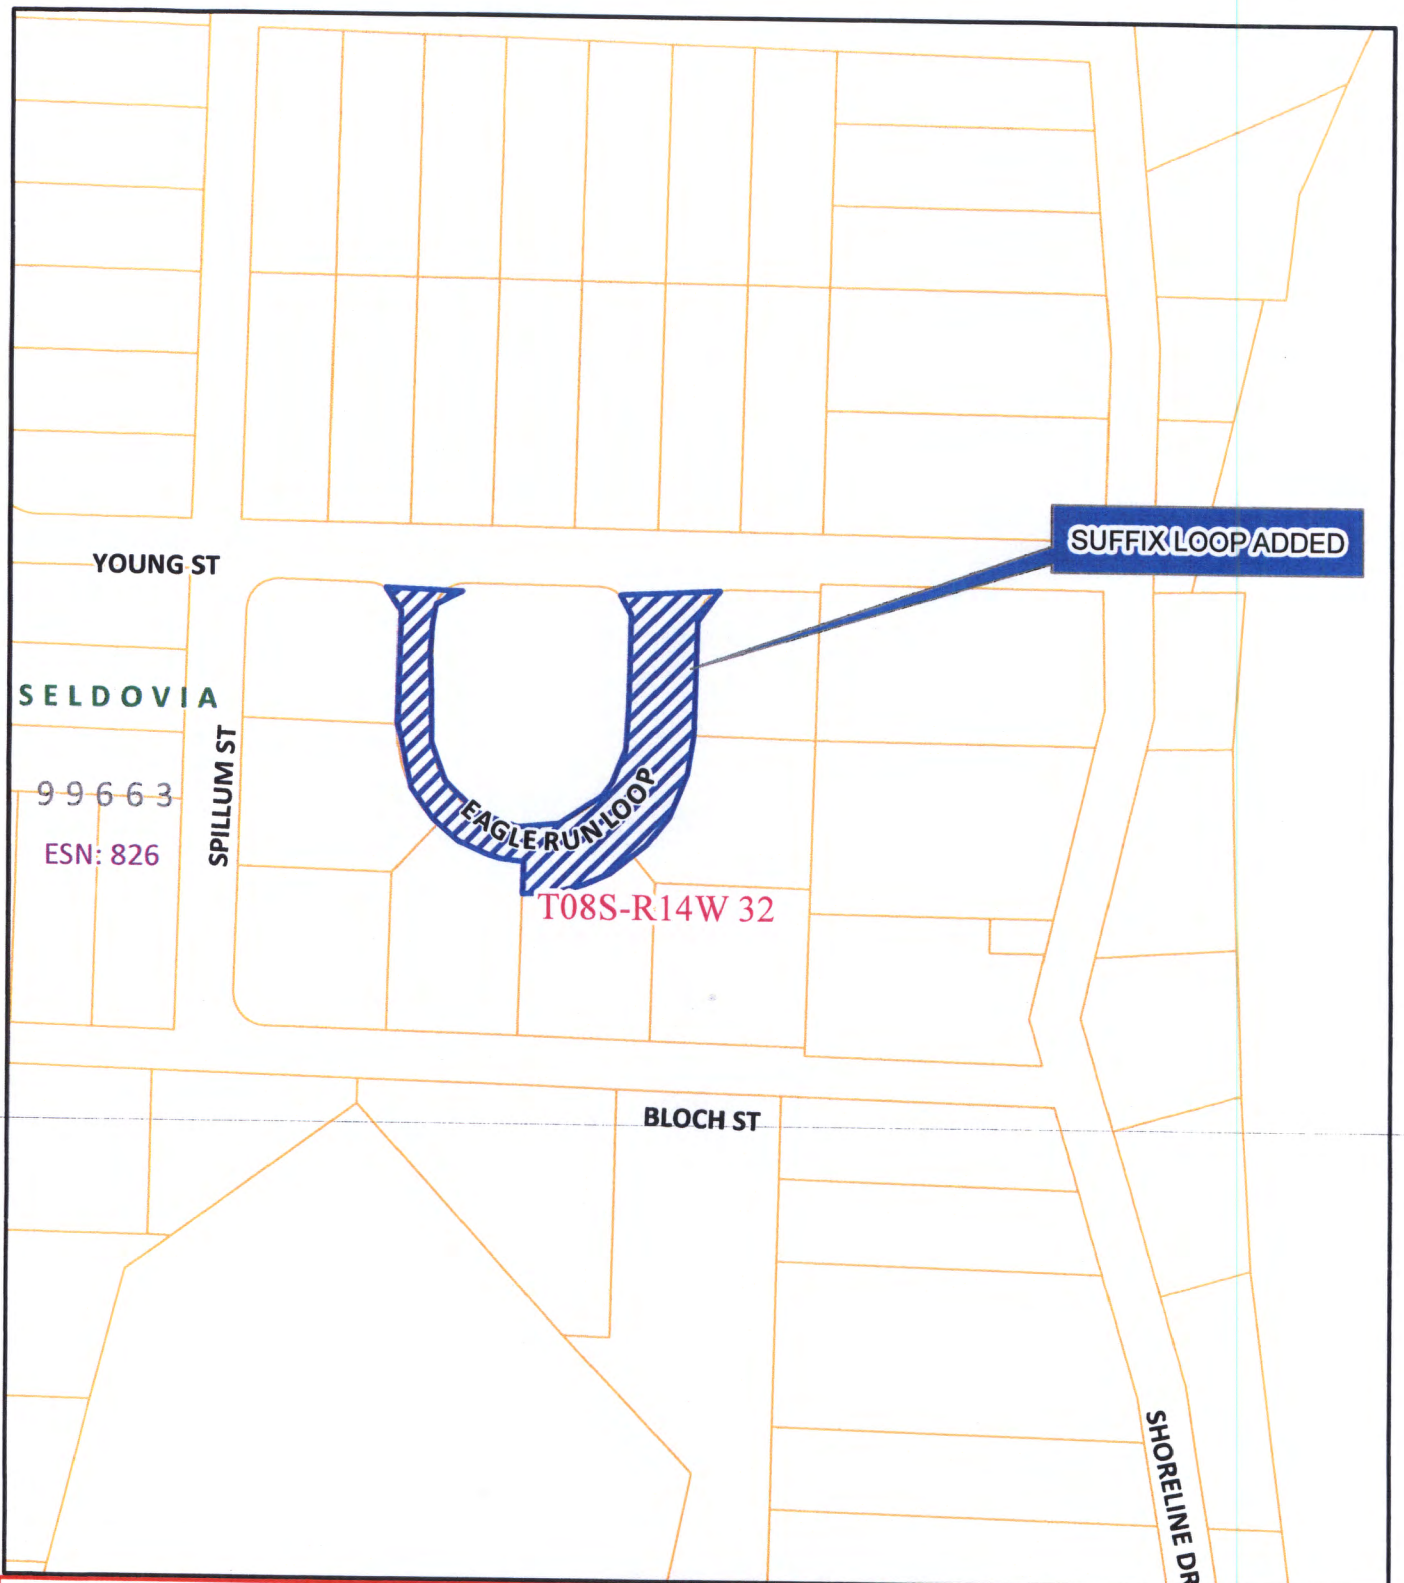 SUFFIX LOOP ADDED
YOUNG ST
SELDOVIA
SPILLUM ST
99663
EAGLE RUN LOOP
ESN: 826
T08S-R14W 32
BLOCH ST
SHORELINE DR